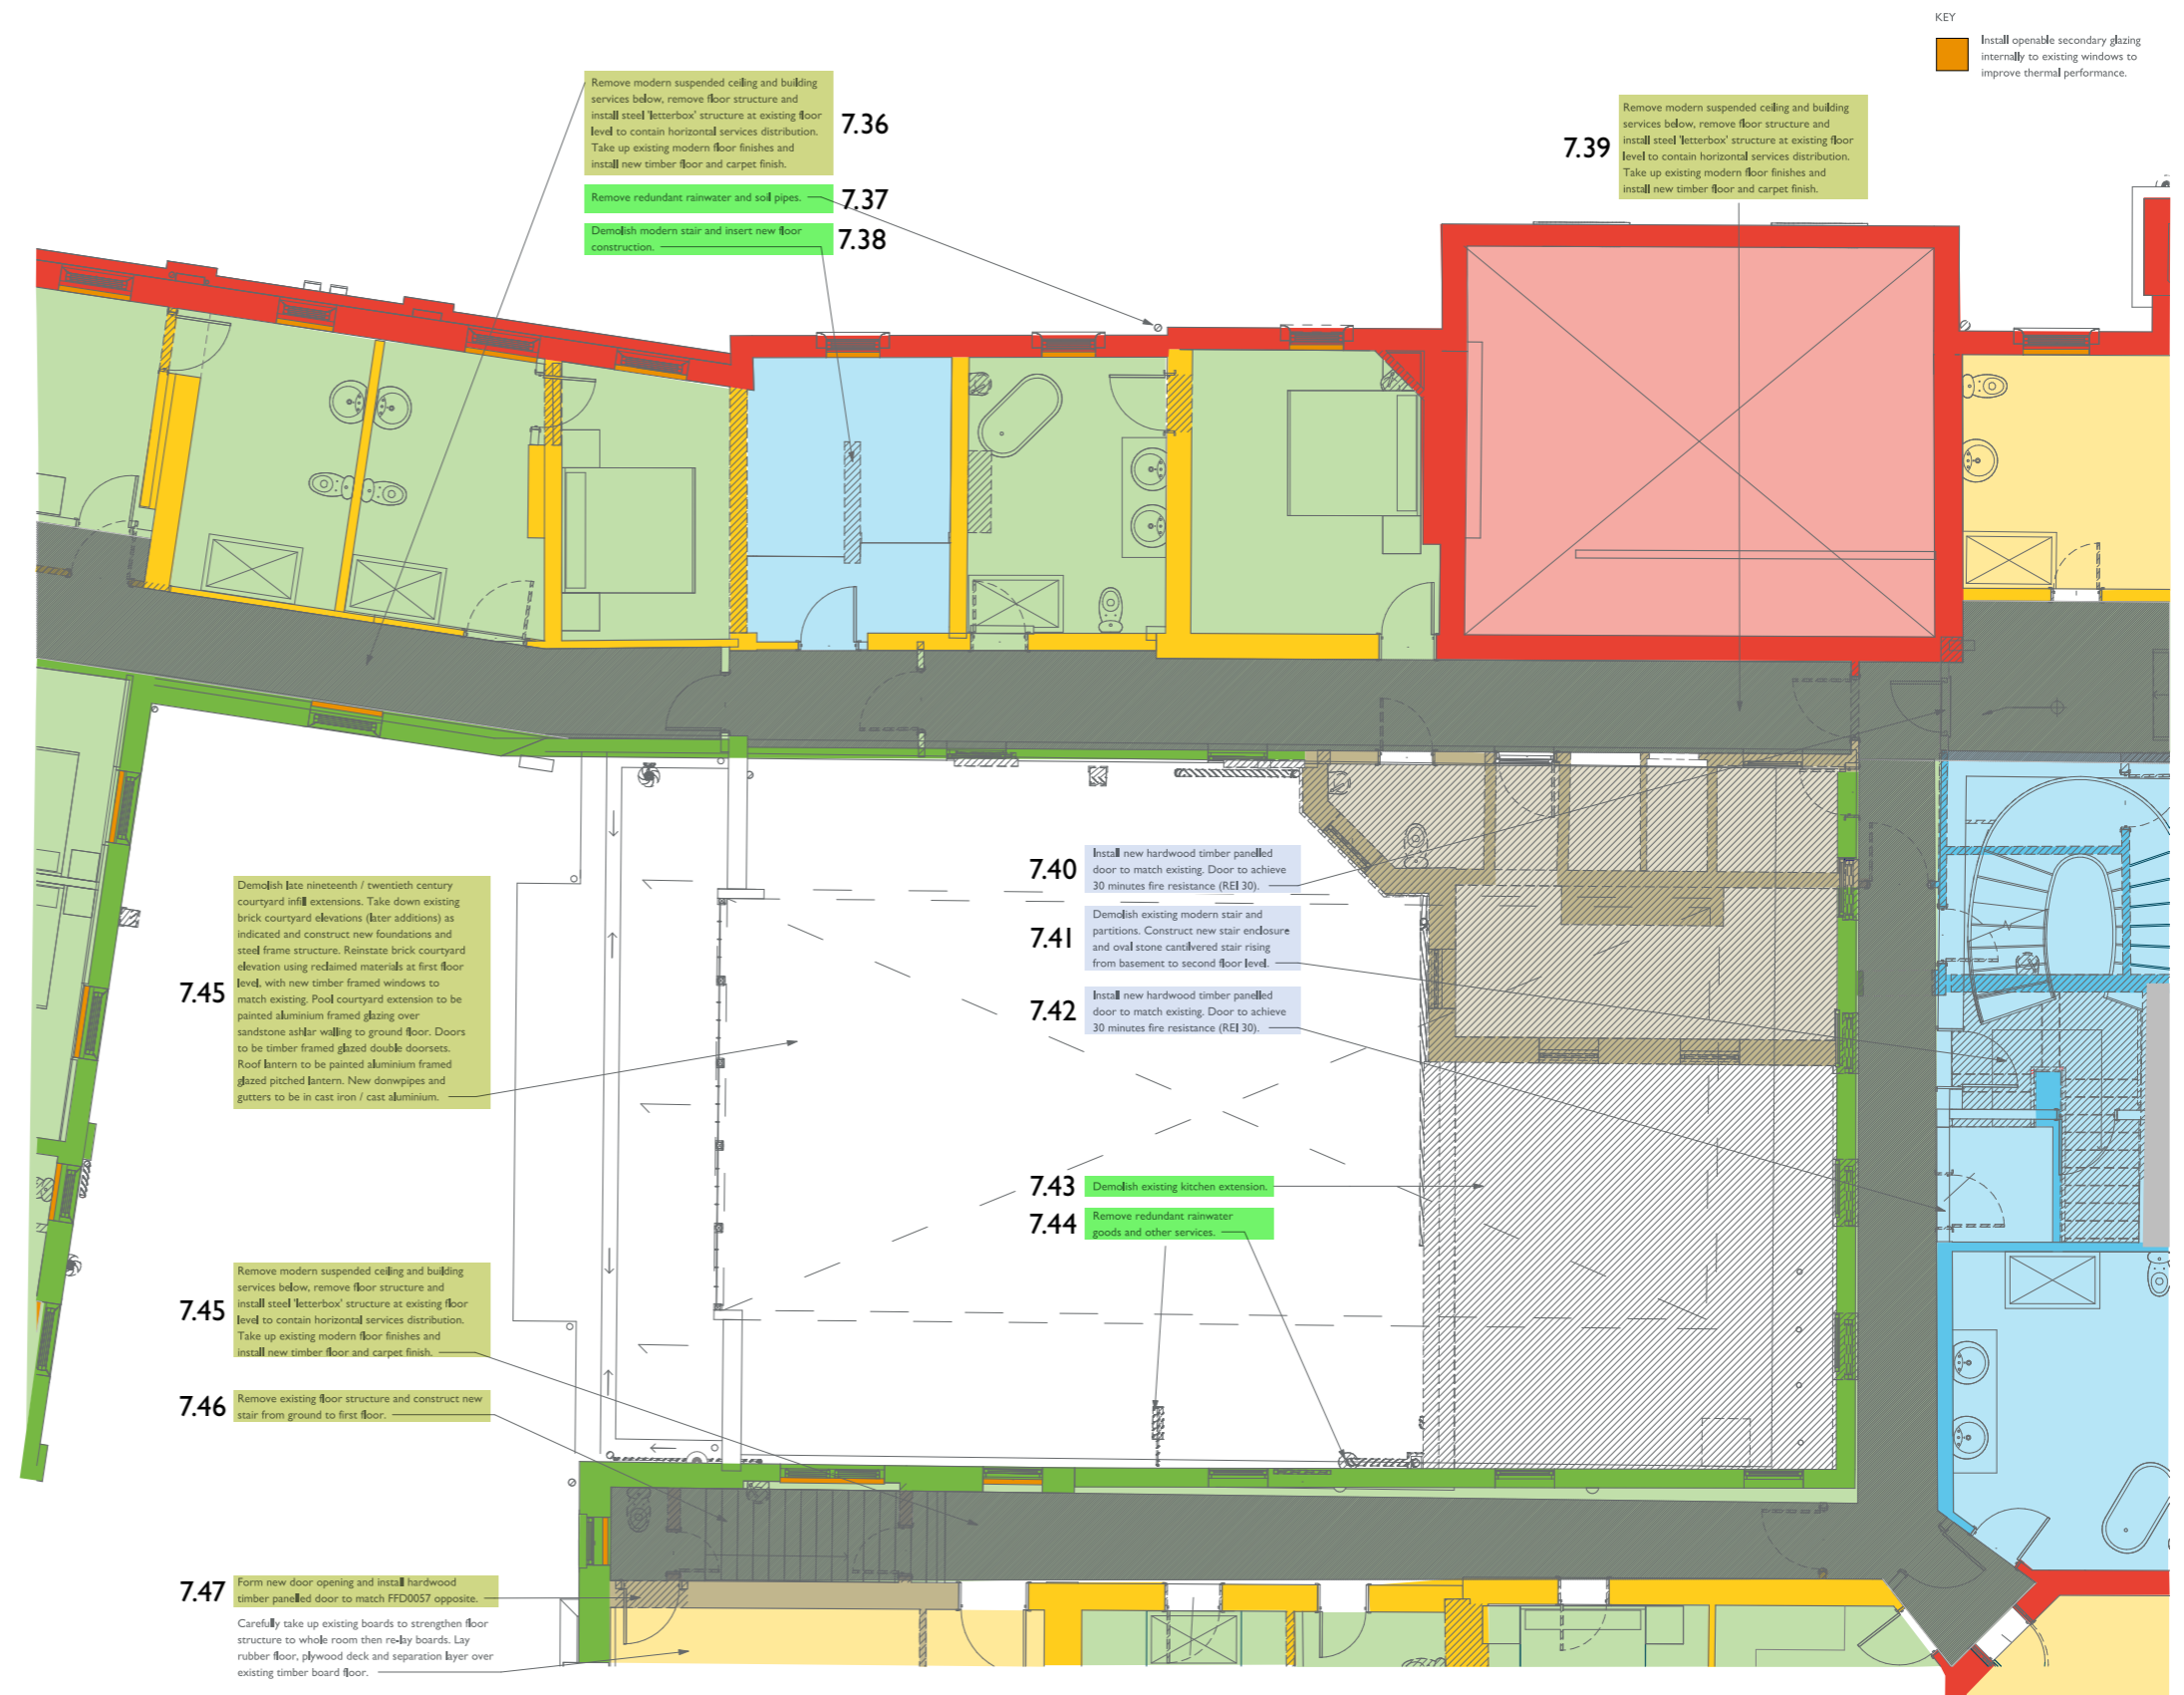 KEY
Install openable secondary glazing
internally to existing windows to
improve thermal performance.
Remove modern suspended ceiling and building
services below, remove floor structure and
install steel 'letterbox' structure at existing floor
level to contain horizontal services distribution.
Take up existing modern floor finishes and
install new timber floor and carpet finish.
7.36
Remove redundant rainwater and soil pipes.
7.37
Demolish modern stair and insert new floor
construction.
7.38
7.39
Remove modern suspended ceiling and building
services below, remove floor structure and
install steel 'letterbox' structure at existing floor
level to contain horizontal services distribution.
Take up existing modern floor finishes and
install new timber floor and carpet finish.
7.40
Install new hardwood timber panelled
door to match existing. Door to achieve
30 minutes fire resistance (REI 30).
7.41
Demolish existing modern stair and
partitions. Construct new stair enclosure
and oval stone cantilvered stair rising
from basement to second floor level.
7.42
Install new hardwood timber panelled
door to match existing. Door to achieve
30 minutes fire resistance (REI 30).
7.43
Demolish existing kitchen extension.
7.44
Remove redundant rainwater
goods and other services.
7.45
Demolish late nineteenth / twentieth century
courtyard infill extensions. Take down existing
brick courtyard elevations (later additions) as
indicated and construct new foundations and
steel frame structure. Reinstate brick courtyard
elevation using reclaimed materials at first floor
level, with new timber framed windows to
match existing. Pool courtyard extension to be
painted aluminium framed glazing over
sandstone ashlar walling to ground floor. Doors
to be timber framed glazed double doorsets.
Roof lantern to be painted aluminium framed
glazed pitched lantern. New donwpipes and
gutters to be in cast iron / cast aluminium.
7.45
Remove modern suspended ceiling and building
services below, remove floor structure and
install steel 'letterbox' structure at existing floor
level to contain horizontal services distribution.
Take up existing modern floor finishes and
install new timber floor and carpet finish.
7.46
Remove existing floor structure and construct new
stair from ground to first floor.
7.47
Form new door opening and install hardwood
timber panelled door to match FFD0057 opposite.
Carefully take up existing boards to strengthen floor
structure to whole room then re-lay boards. Lay
rubber floor, plywood deck and separation layer over
existing timber board floor.